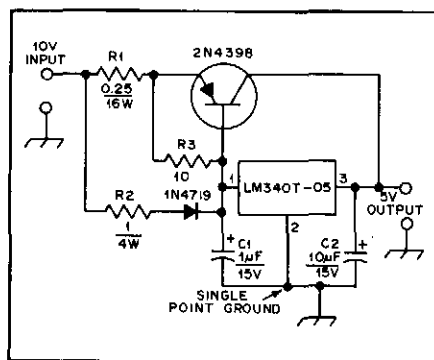 2N4398
10V
INPUT
R1
0.25
16W
R3
10
1
LM340T-05
3
5V
OUTPUT
R2
1N4719
1
4W
2
C1
1µF
15V
C2
10µF
15V
+
+
SINGLE
POINT GROUND